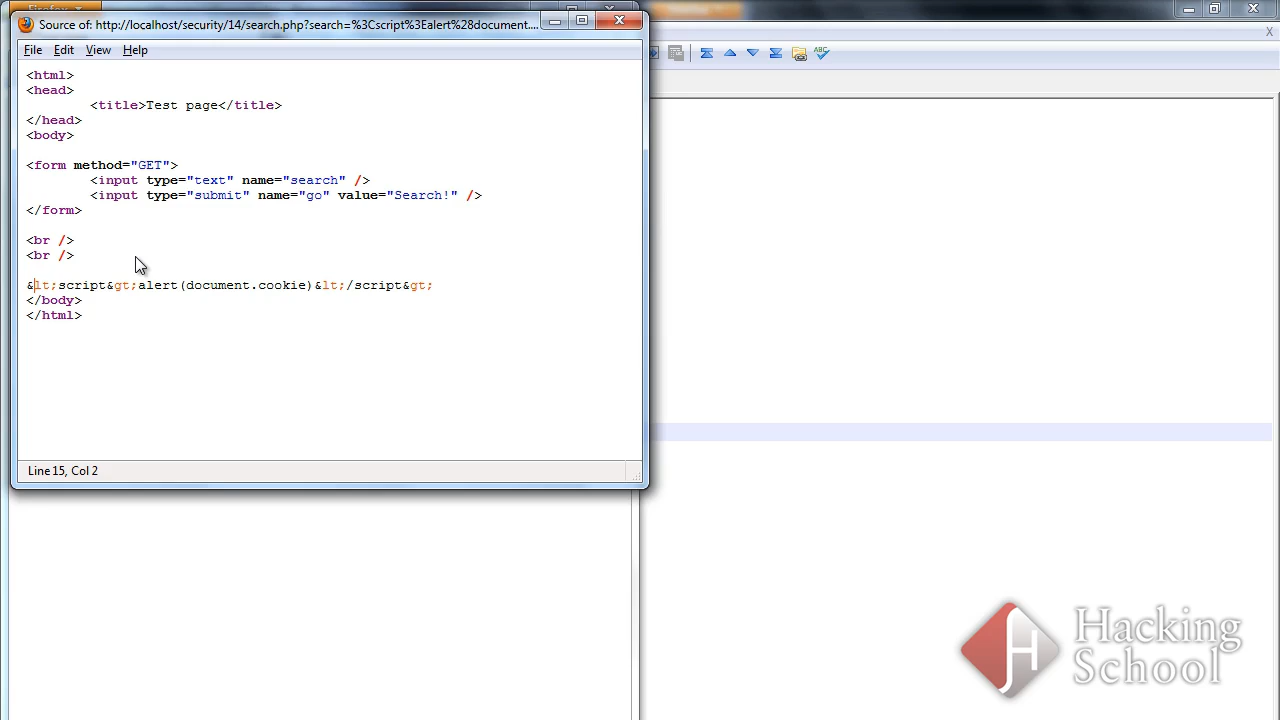 Firefox
Source of: http://localhost/security/14/search.php?search=%3Cscript%3Ealert%28document....
File Edit View Help
<html>
<head>
<title>Test page</title>
</head>
<body>
<form method="GET">
<input type="text" name="search" />
<input type="submit" name="go" value="Search!" />
</form>
<br />
<br />
&lt;script&gt;alert(document.cookie)&lt;/script&gt;
</body>
</html>
Line 15, Col 2
ABC
Hacking
School